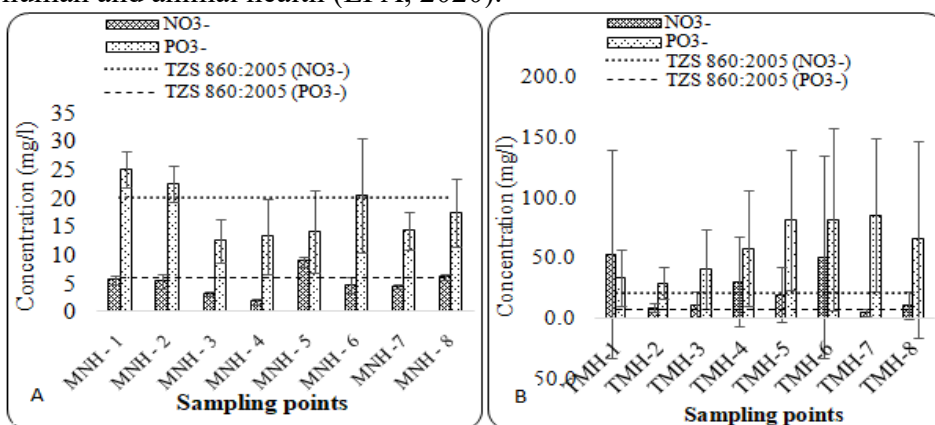 human and animal health (EPA, 2020).
NO3-
PO3-
TZS 860:2005 (NO3-)
TZS 860:2005 (PO3-)
35
30
25
20
15
10
5
0
Concentration (mg/l)
MNH - 1
MNH - 2
MNH - 3
MNH - 4
MNH - 5
MNH - 6
MNH -7
MNH - 8
A
Sampling points
NO3-
PO3-
TZS 860:2005 (NO3-)
TZS 860:2005 (PO3-)
200.0
150.0
100.0
50.0
0.0
50.0
Concentration (mg/l)
TMH-1
TMH-2
TMH-3
TMH-4
TMH-5
TMH-6
TMH-7
TMH-8
B
Sampling points